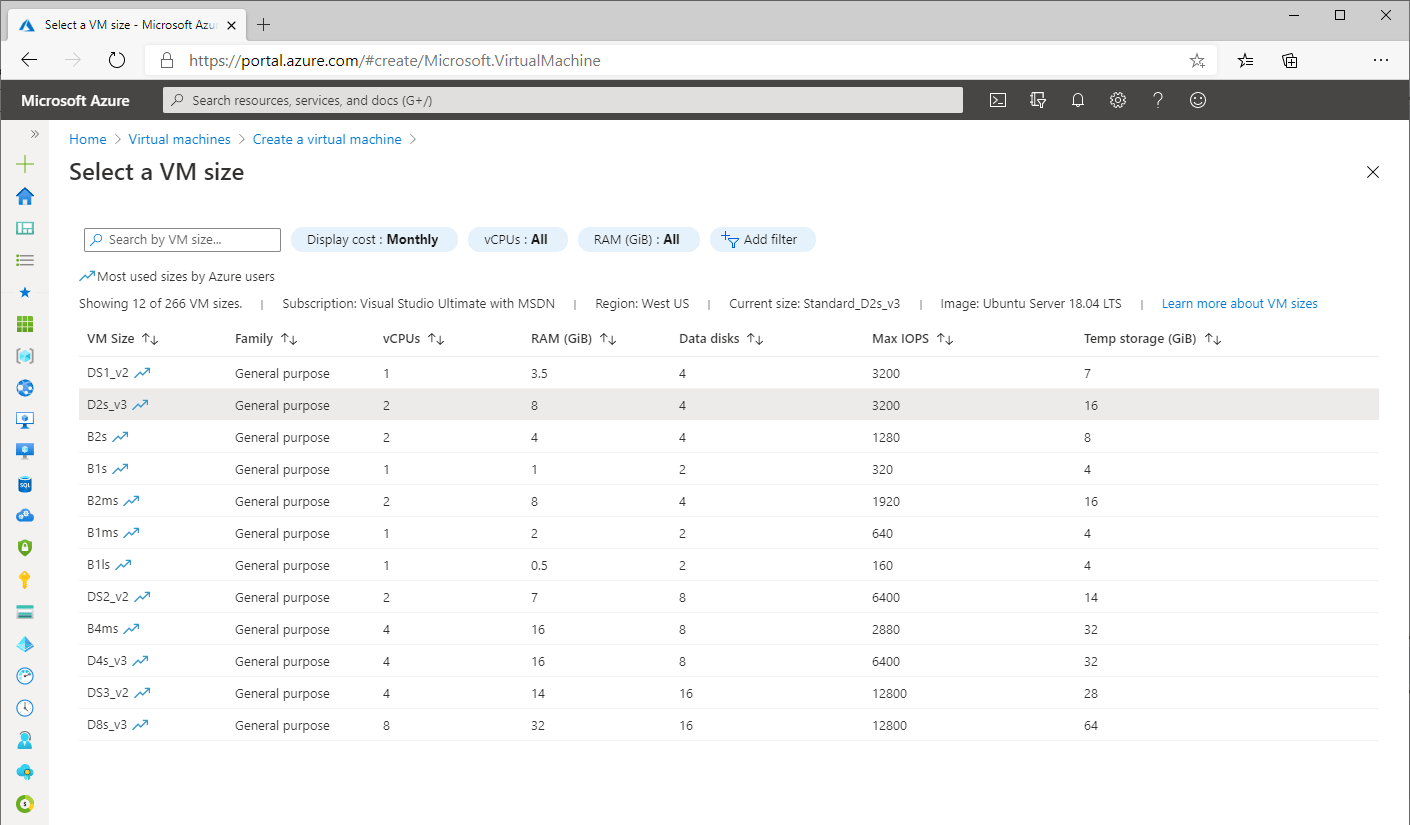 Select a VM size - Microsoft Azu
https://portal.azure.com/#create/Microsoft.VirtualMachine
Microsoft Azure Search resources, services, and docs (G+/)
Home > Virtual machines > Create a virtual machine >
Select a VM size
Search by VM size... Display cost : Monthly vCPUs : All RAM (GiB) : All Add filter
Most used sizes by Azure users
Showing 12 of 266 VM sizes. | Subscription: Visual Studio Ultimate with MSDN | Region: West US | Current size: Standard_D2s_v3 | Image: Ubuntu Server 18.04 LTS | Learn more about VM sizes
VM Size Family vCPUs RAM (GiB) Data disks Max IOPS Temp storage (GiB)
DS1_v2 General purpose 1 3.5 4 3200 7
D2s_v3 General purpose 2 8 4 3200 16
B2s General purpose 2 4 4 1280 8
B1s General purpose 1 1 2 320 4
B2ms General purpose 2 8 4 1920 16
B1ms General purpose 1 2 2 640 4
B1ls General purpose 1 0.5 2 160 4
DS2_v2 General purpose 2 7 8 6400 14
B4ms General purpose 4 16 8 2880 32
D4s_v3 General purpose 4 16 8 6400 32
DS3_v2 General purpose 4 14 16 12800 28
D8s_v3 General purpose 8 32 16 12800 64
SQL